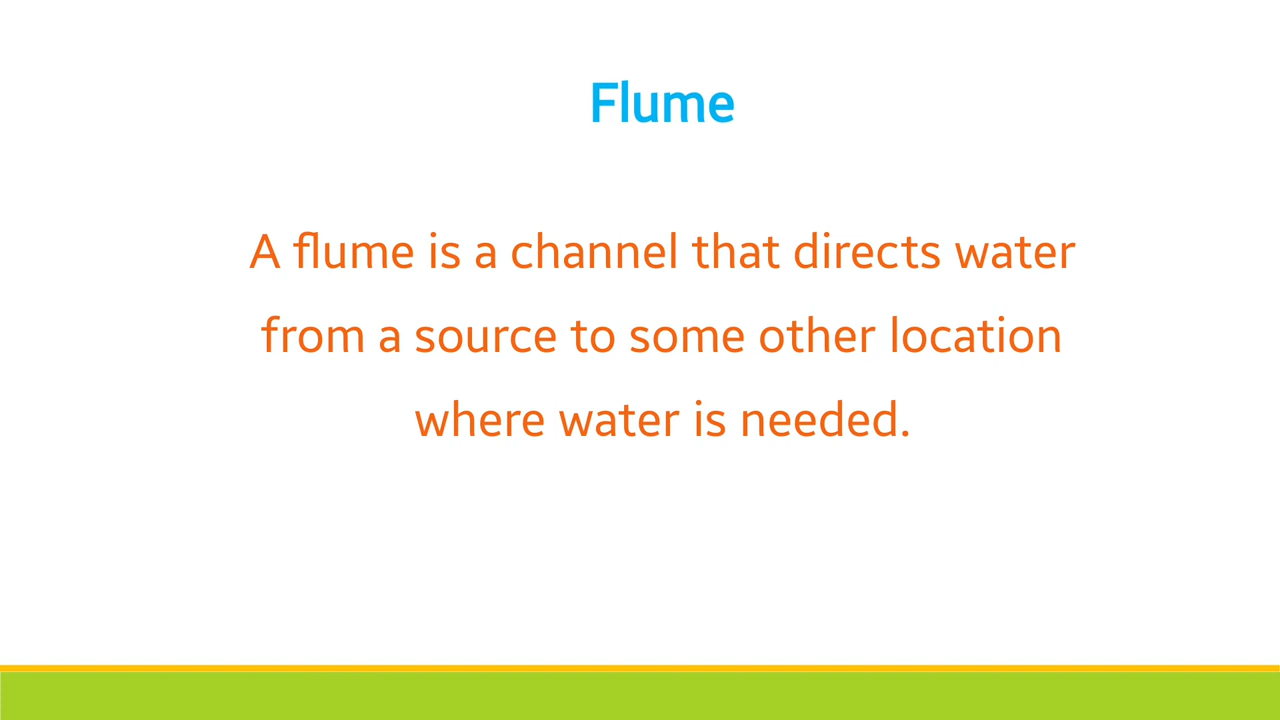 Flume
A flume is a channel that directs water
from a source to some other location
where water is needed.